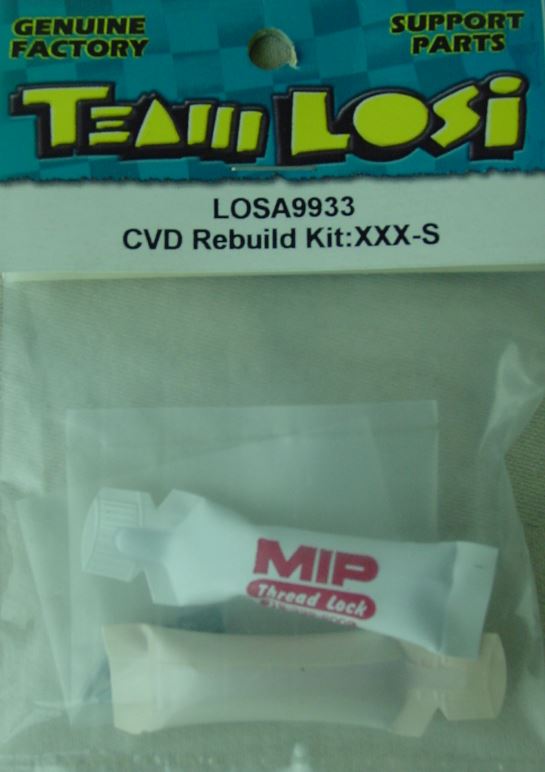 GENUINE
FACTORY
SUPPORT
PARTS
TEAM LOSI
LOSA9933
CVD Rebuild Kit:XXX-S
MIP
Thread Lock